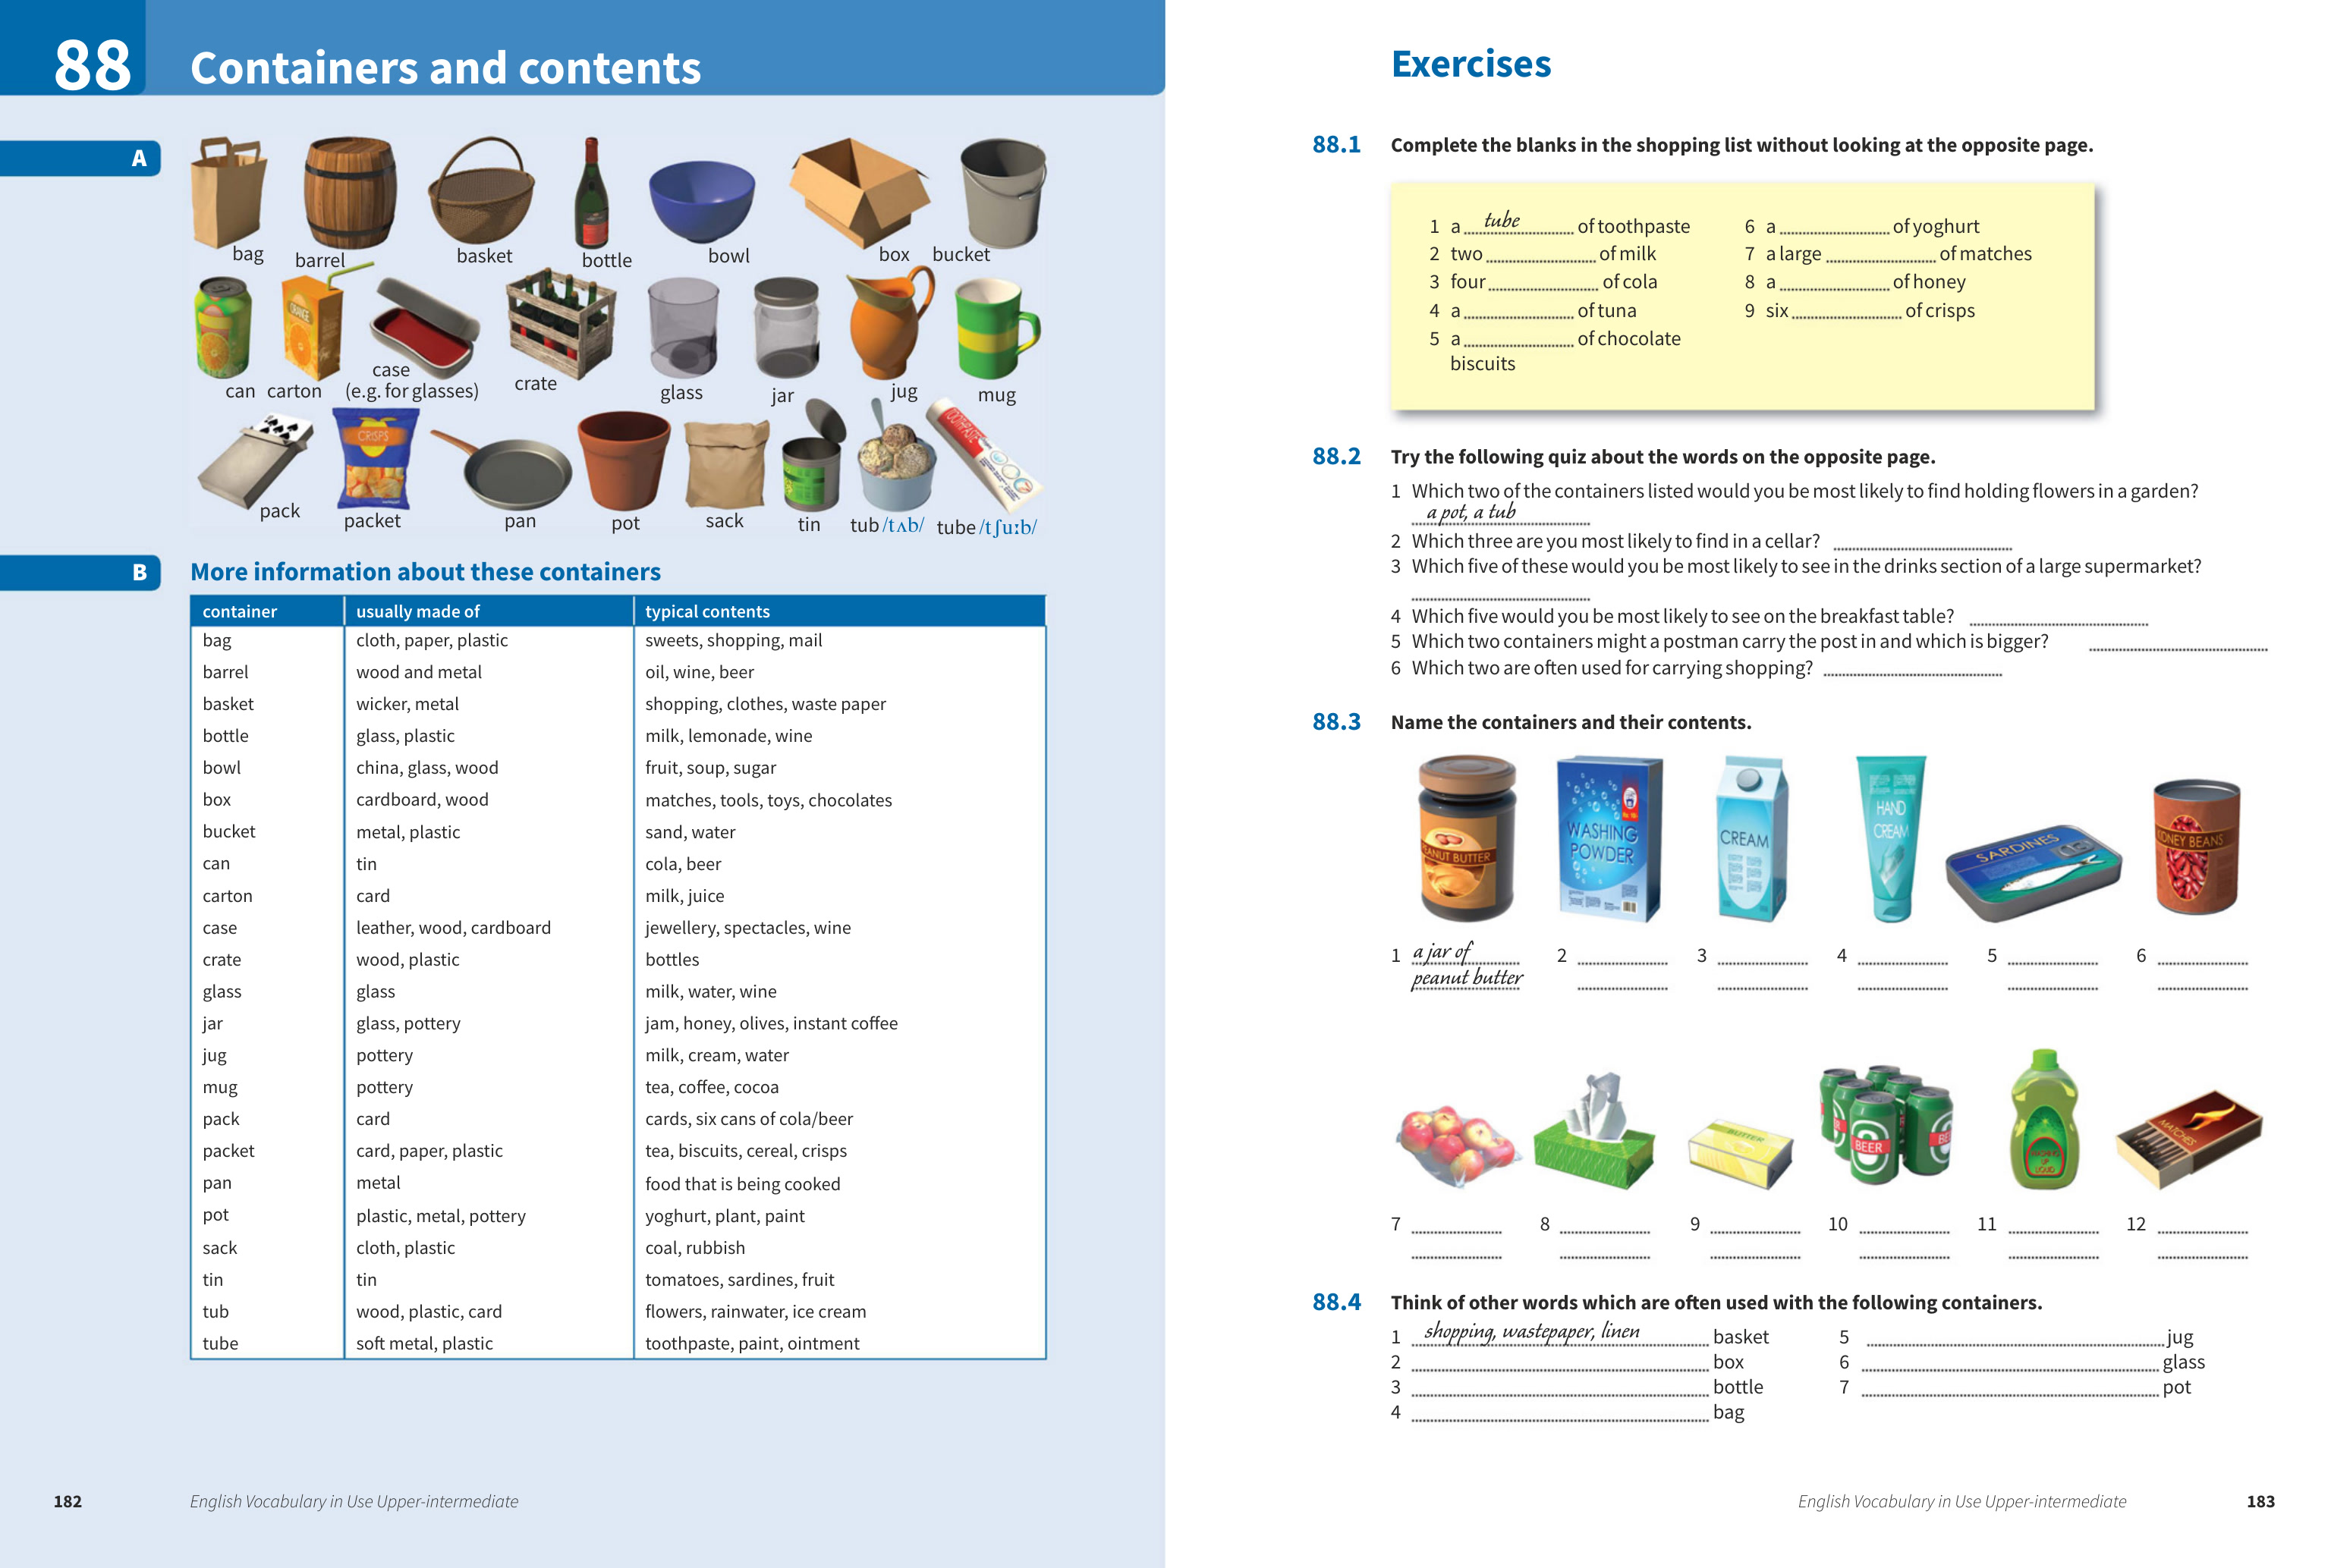 88
Containers and contents
A
bag
barrel
basket
bottle
bowl
box
bucket
ORANGE
can
carton
case
(e.g. for glasses)
crate
glass
jar
jug
mug
CRISPS
TOOTHPASTE
pack
packet
pan
pot
sack
tin
tub /tʌb/
tube /tʃuːb/
B
More information about these containers
container usually made of typical contents
bag cloth, paper, plastic sweets, shopping, mail
barrel wood and metal oil, wine, beer
basket wicker, metal shopping, clothes, waste paper
bottle glass, plastic milk, lemonade, wine
bowl china, glass, wood fruit, soup, sugar
box cardboard, wood matches, tools, toys, chocolates
bucket metal, plastic sand, water
can tin cola, beer
carton card milk, juice
case leather, wood, cardboard jewellery, spectacles, wine
crate wood, plastic bottles
glass glass milk, water, wine
jar glass, pottery jam, honey, olives, instant coffee
jug pottery milk, cream, water
mug pottery tea, coffee, cocoa
pack card cards, six cans of cola/beer
packet card, paper, plastic tea, biscuits, cereal, crisps
pan metal food that is being cooked
pot plastic, metal, pottery yoghurt, plant, paint
sack cloth, plastic coal, rubbish
tin tin tomatoes, sardines, fruit
tub wood, plastic, card flowers, rainwater, ice cream
tube soft metal, plastic toothpaste, paint, ointment
182 English Vocabulary in Use Upper-intermediate
Exercises
88.1 Complete the blanks in the shopping list without looking at the opposite page.
1 a tube of toothpaste
2 two of milk
3 four of cola
4 a of tuna
5 a of chocolate
biscuits
6 a of yoghurt
7 a large of matches
8 a of honey
9 six of crisps
88.2 Try the following quiz about the words on the opposite page.
1 Which two of the containers listed would you be most likely to find holding flowers in a garden?
a pot, a tub
2 Which three are you most likely to find in a cellar?
3 Which five of these would you be most likely to see in the drinks section of a large supermarket?
4 Which five would you be most likely to see on the breakfast table?
5 Which two containers might a postman carry the post in and which is bigger?
6 Which two are often used for carrying shopping?
88.3 Name the containers and their contents.
PEANUT BUTTER
WASHING
POWDER
CREAM
HAND
CREAM
SARDINES
KIDNEY BEANS
1 a jar of
peanut butter
2
3
4
5
6
BUTTER
BEER
WASHING
UP
LIQUID
MATCHES
7
8
9
10
11
12
88.4 Think of other words which are often used with the following containers.
1 shopping, wastepaper, linen basket
2 box
3 bottle
4 bag
5 jug
6 glass
7 pot
English Vocabulary in Use Upper-intermediate 183